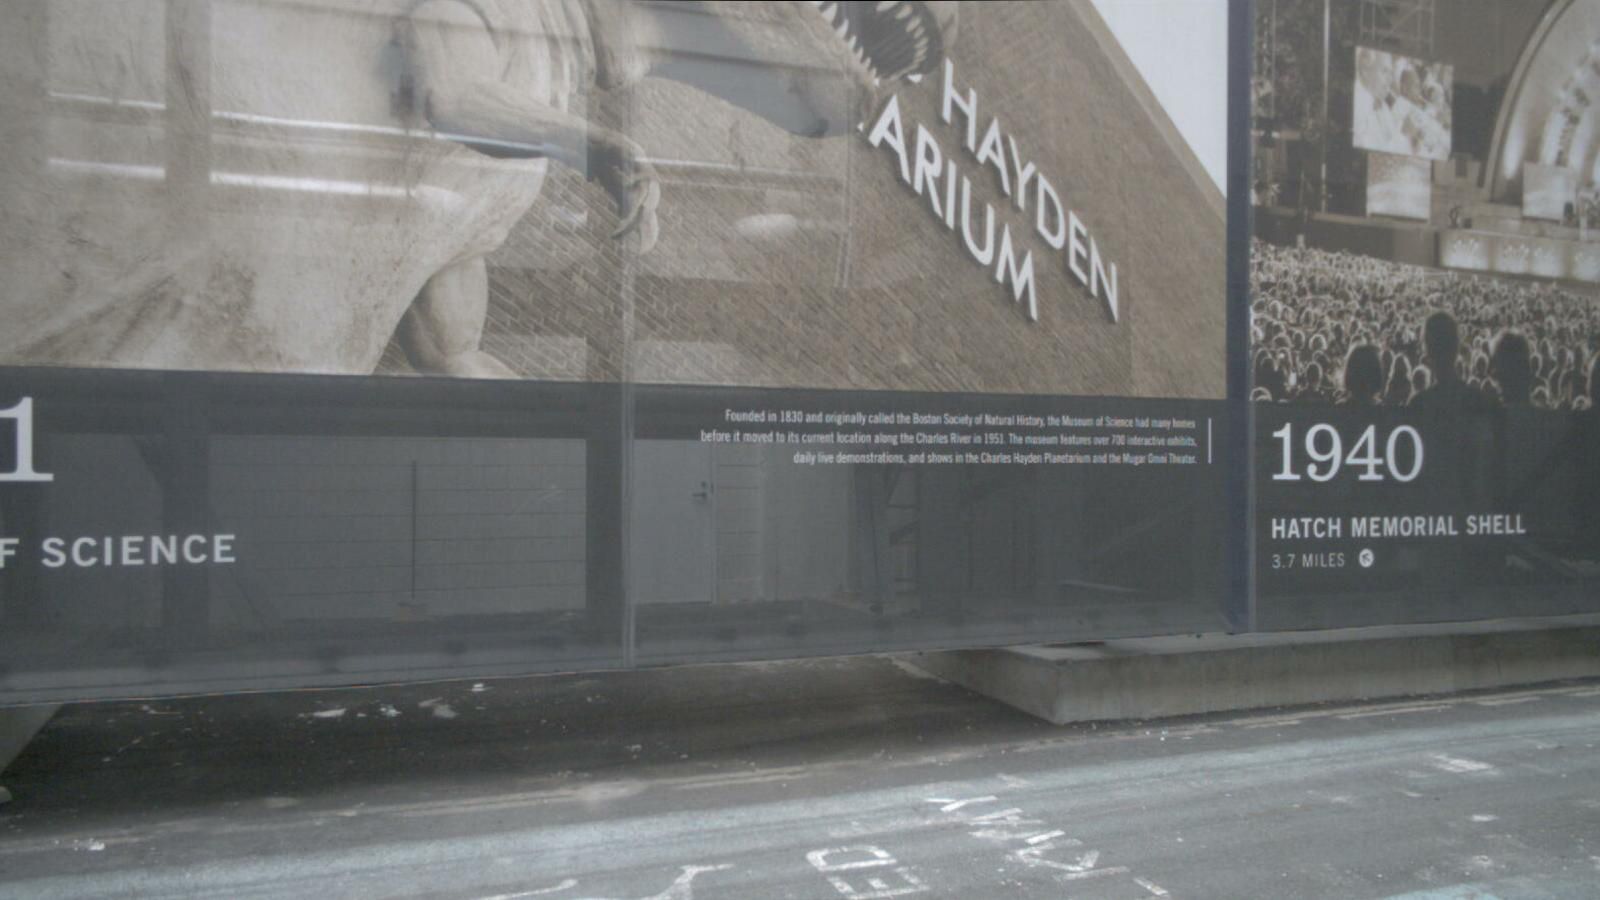 HAYDEN
ARIUM
1
F SCIENCE
Founded in 1830 and originally called the Boston Society of Natural History, the Museum of Science had many homes
before it moved to its current location along the Charles River in 1951. The museum features over 700 interactive exhibits,
daily live demonstrations, and shows in the Charles Hayden Planetarium and the Mugar Omni Theater.
1940
HATCH MEMORIAL SHELL
3.7 MILES